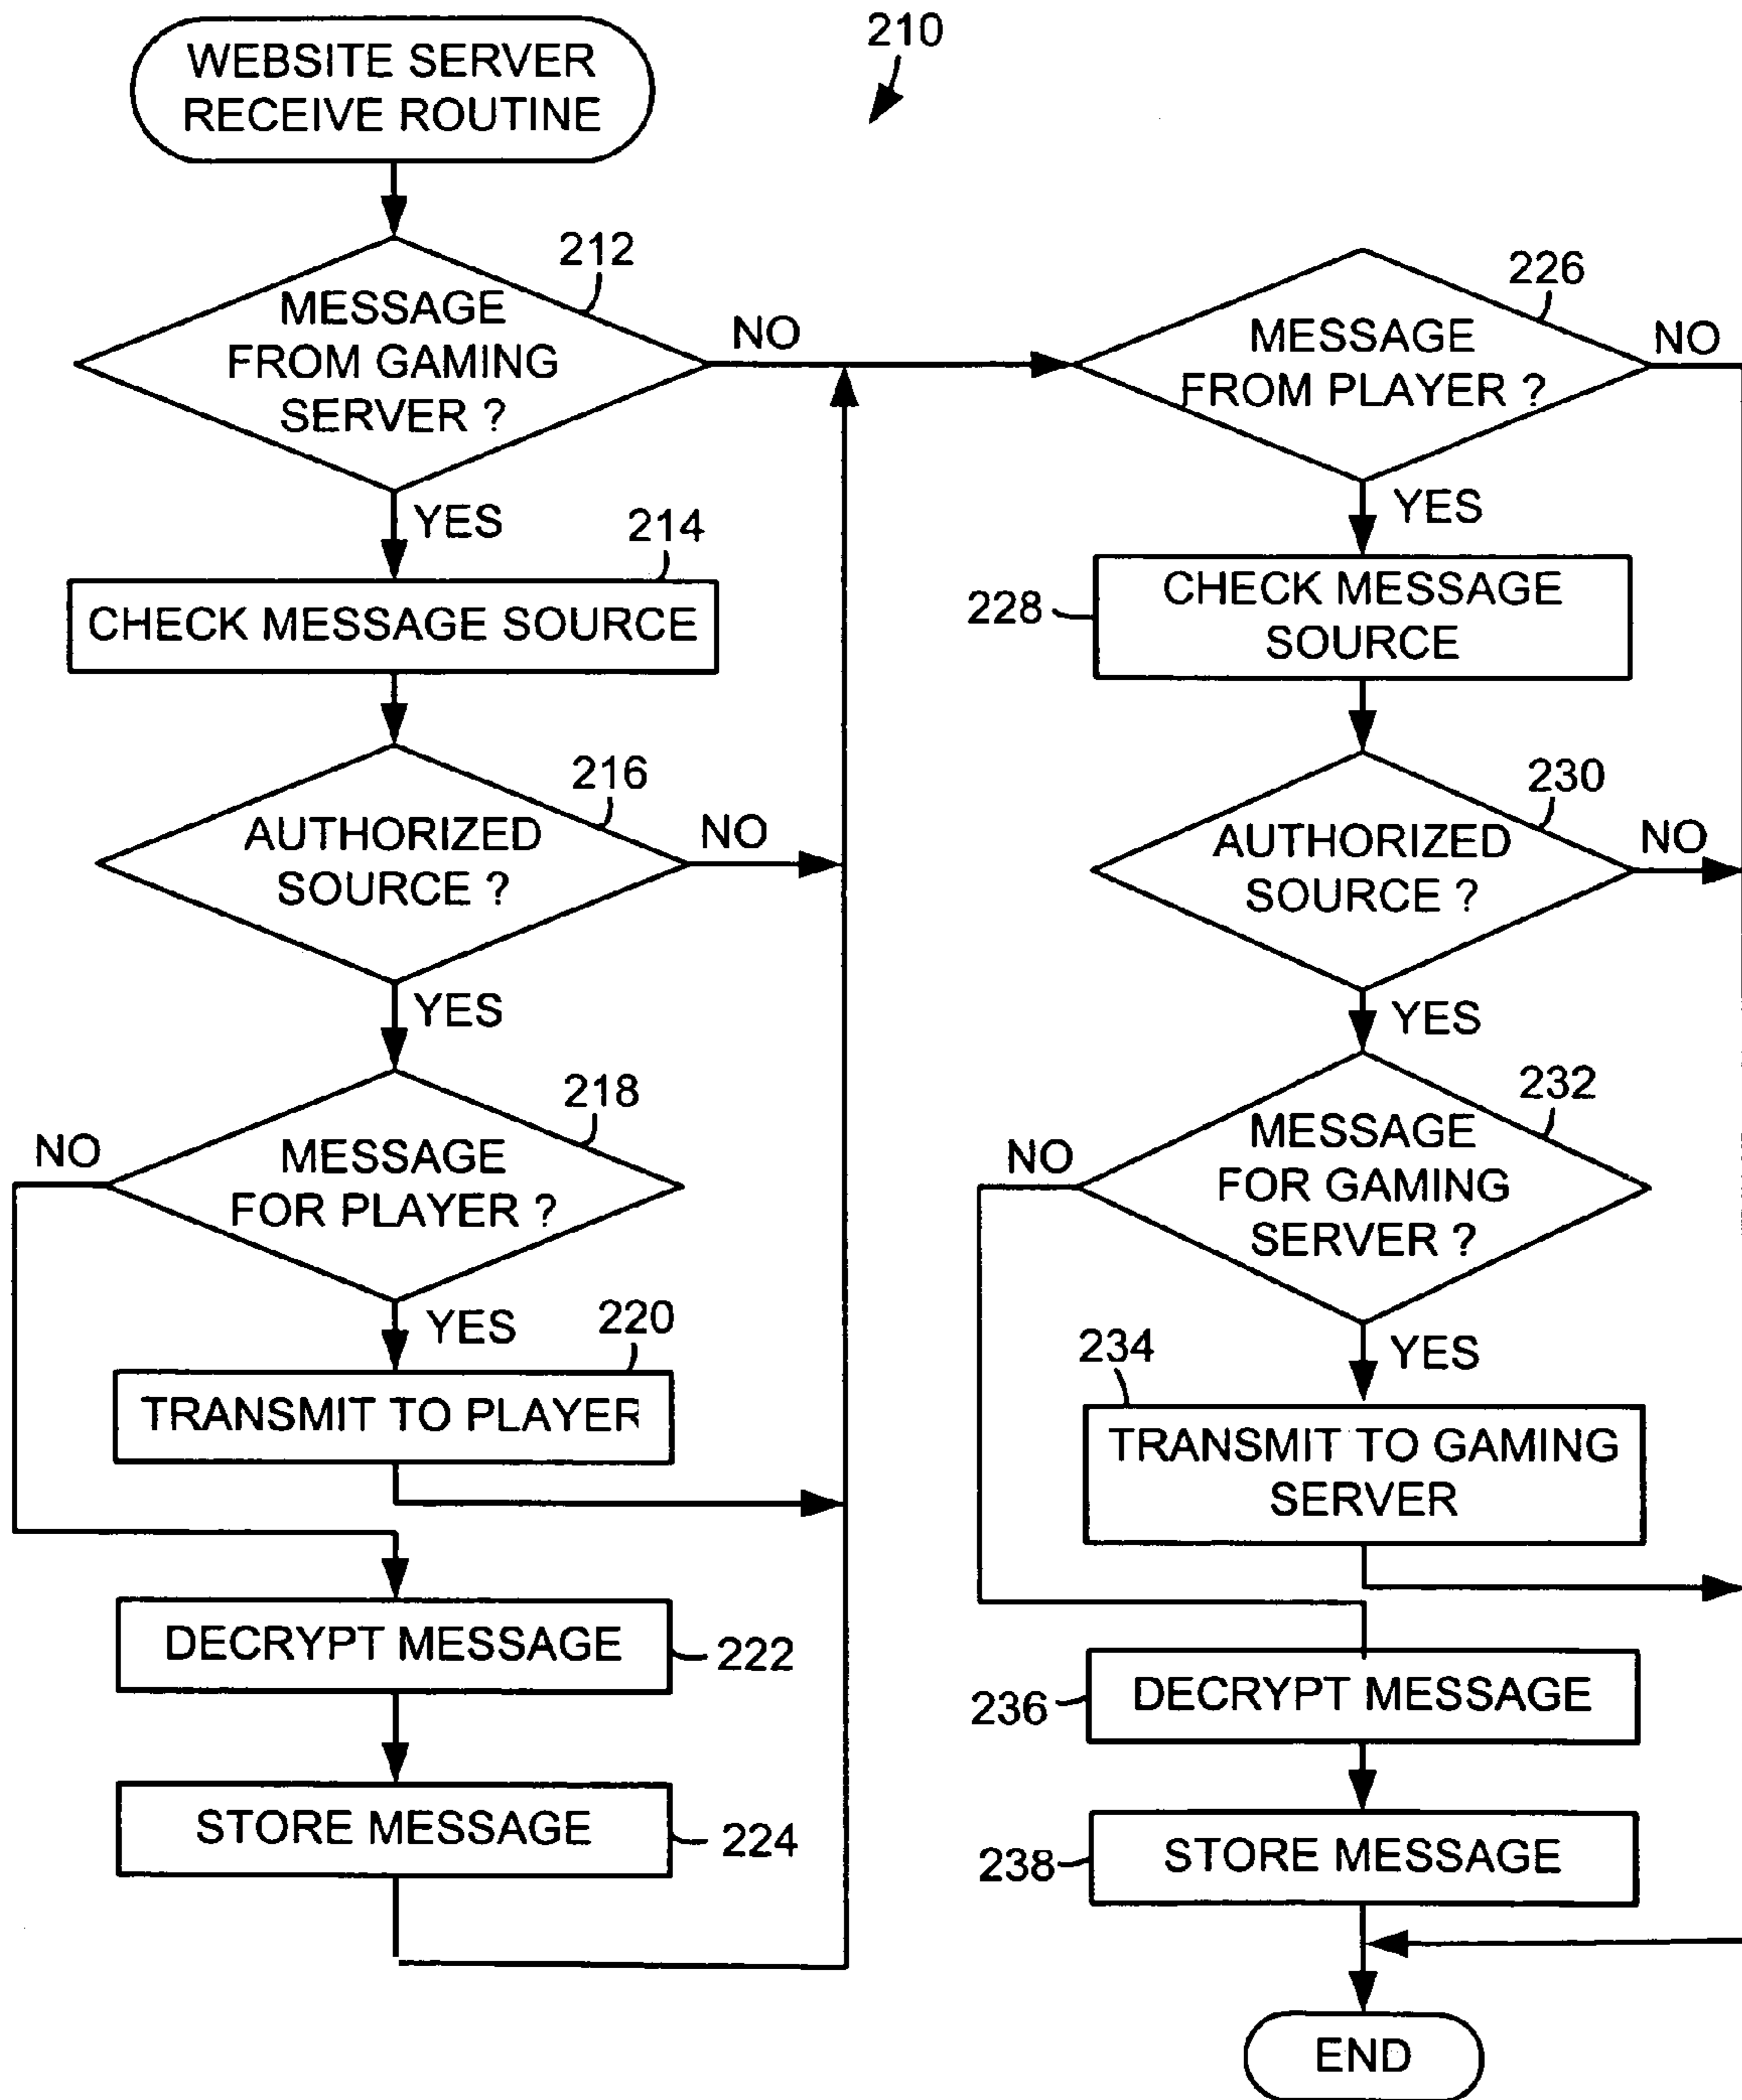 210
WEBSITE SERVER
RECEIVE ROUTINE
212
MESSAGE
FROM GAMING
SERVER ?
NO
YES
214
CHECK MESSAGE SOURCE
216
AUTHORIZED
SOURCE ?
NO
YES
218
MESSAGE
FOR PLAYER ?
NO
YES
220
TRANSMIT TO PLAYER
DECRYPT MESSAGE
222
STORE MESSAGE
224
226
MESSAGE
FROM PLAYER ?
NO
YES
228
CHECK MESSAGE
SOURCE
230
AUTHORIZED
SOURCE ?
NO
YES
232
MESSAGE
FOR GAMING
SERVER ?
NO
YES
234
TRANSMIT TO GAMING
SERVER
236
DECRYPT MESSAGE
238
STORE MESSAGE
END